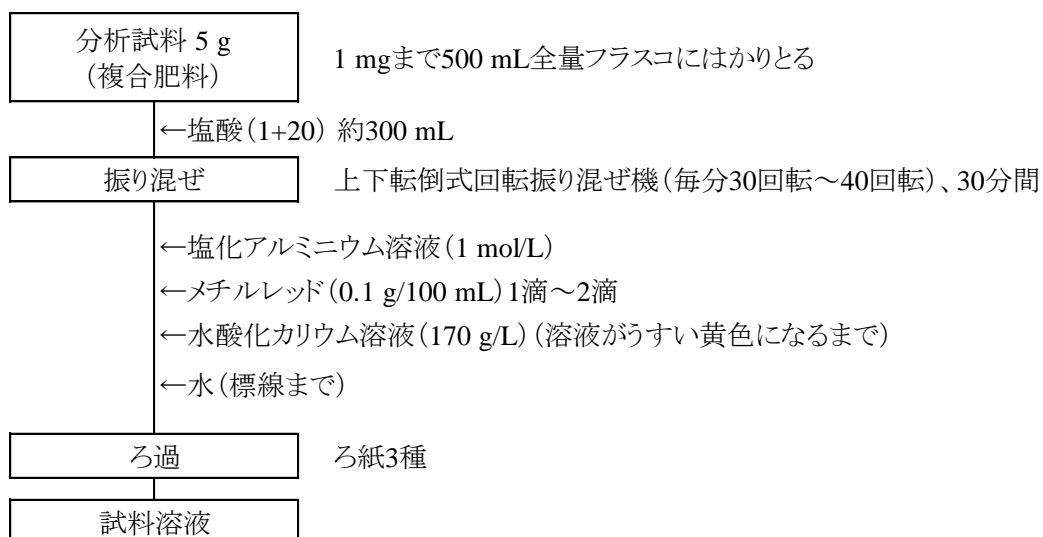 分析試料 5 g
（複合肥料）
1 mgまで500 mL全量フラスコにはかりとる
←塩酸（1+20） 約300 mL
振り混ぜ
上下転倒式回転振り混ぜ機（毎分30回転～40回転）、30分間
←塩化アルミニウム溶液（1 mol/L）
←メチルレッド（0.1 g/100 mL）1滴～2滴
←水酸化カリウム溶液（170 g/L）（溶液がうすい黄色になるまで）
←水（標線まで）
ろ過
ろ紙3種
試料溶液